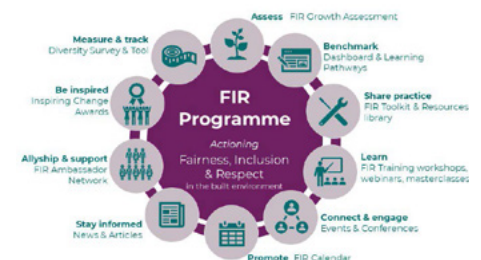 Assess FIR Growth Assessment
Measure & track
Diversity Survey & Tool
Benchmark
Dashboard & Learning
Pathways
Be inspired
Inspiring Change
Awards
FIR
Programme
Actioning
Fairness, Inclusion
& Respect
in the built environment
Share practice
FIR Toolkit & Resources
library
Allyship & support
FIR Ambassador
Network
Learn
FIR Training workshops,
webinars, masterclasses
Stay informed
News & Articles
Connect & engage
Events & Conferences
Promote FIR Calendar